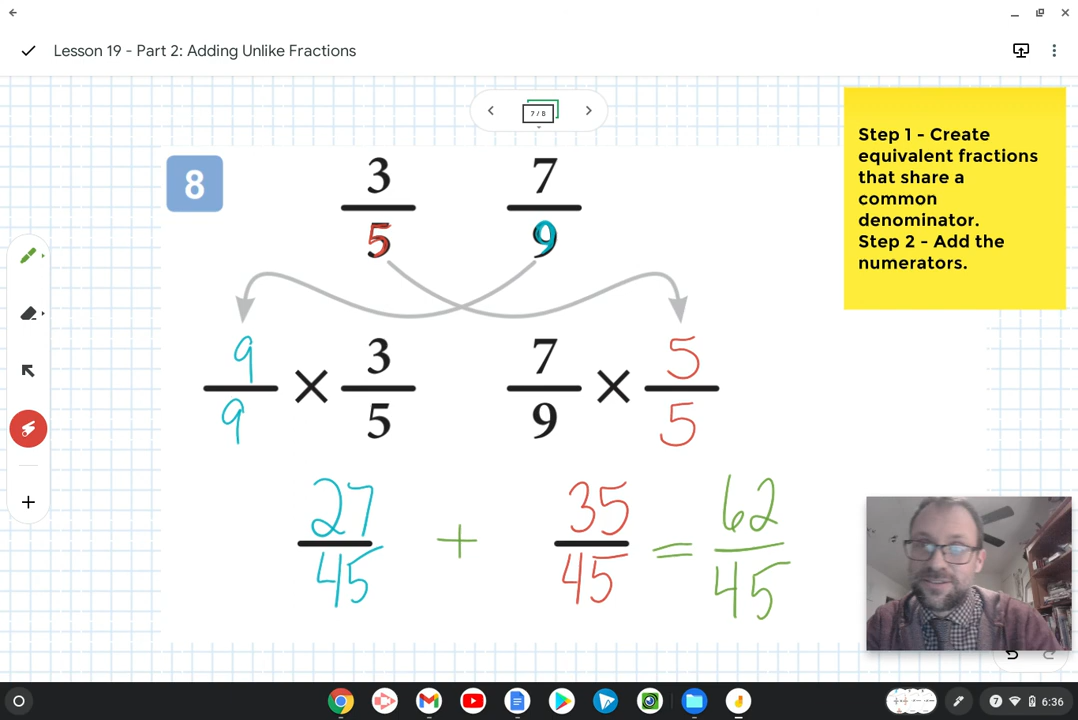 Lesson 19 - Part 2: Adding Unlike Fractions
7 / 8
Step 1 - Create
equivalent fractions
that share a
common
denominator.
Step 2 - Add the
numerators.
8
3 7
5 9
9 × 3 7 × 5
9 5 9 5
27 + 35 = 62
45 45 45
7 6:36